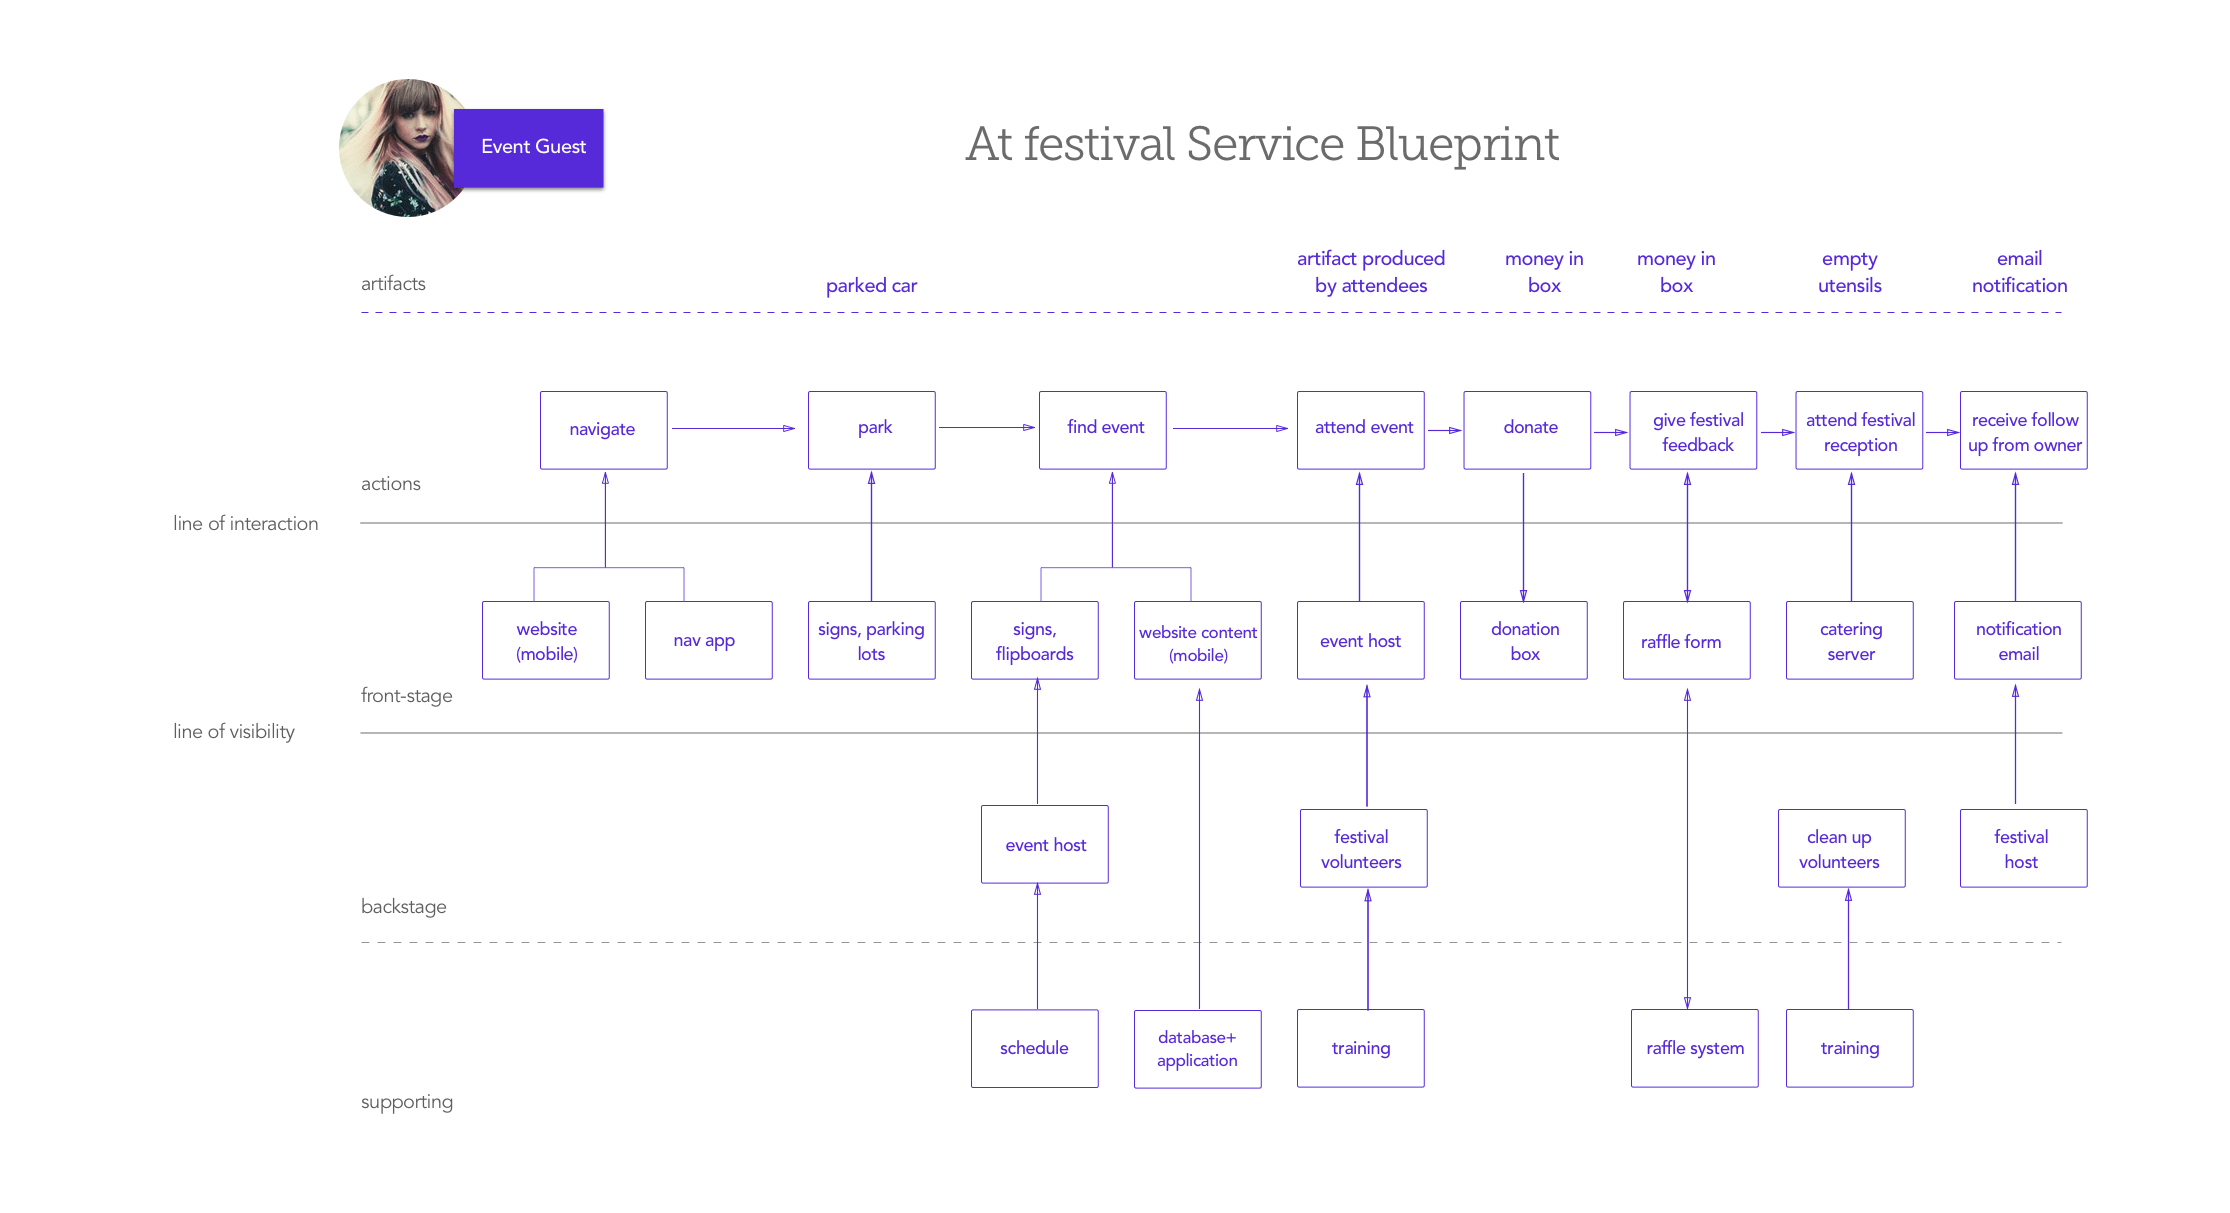 Event Guest
At festival Service Blueprint
artifacts
parked car
artifact produced
by attendees
money in
box
money in
box
empty
utensils
email
notification
navigate
park
find event
attend event
donate
give festival
feedback
attend festival
reception
receive follow
up from owner
actions
line of interaction
website
(mobile)
nav app
signs, parking
lots
signs,
flipboards
website content
(mobile)
event host
donation
box
raffle form
catering
server
notification
email
front-stage
line of visibility
event host
festival
volunteers
clean up
volunteers
festival
host
backstage
schedule
database+
application
training
raffle system
training
supporting